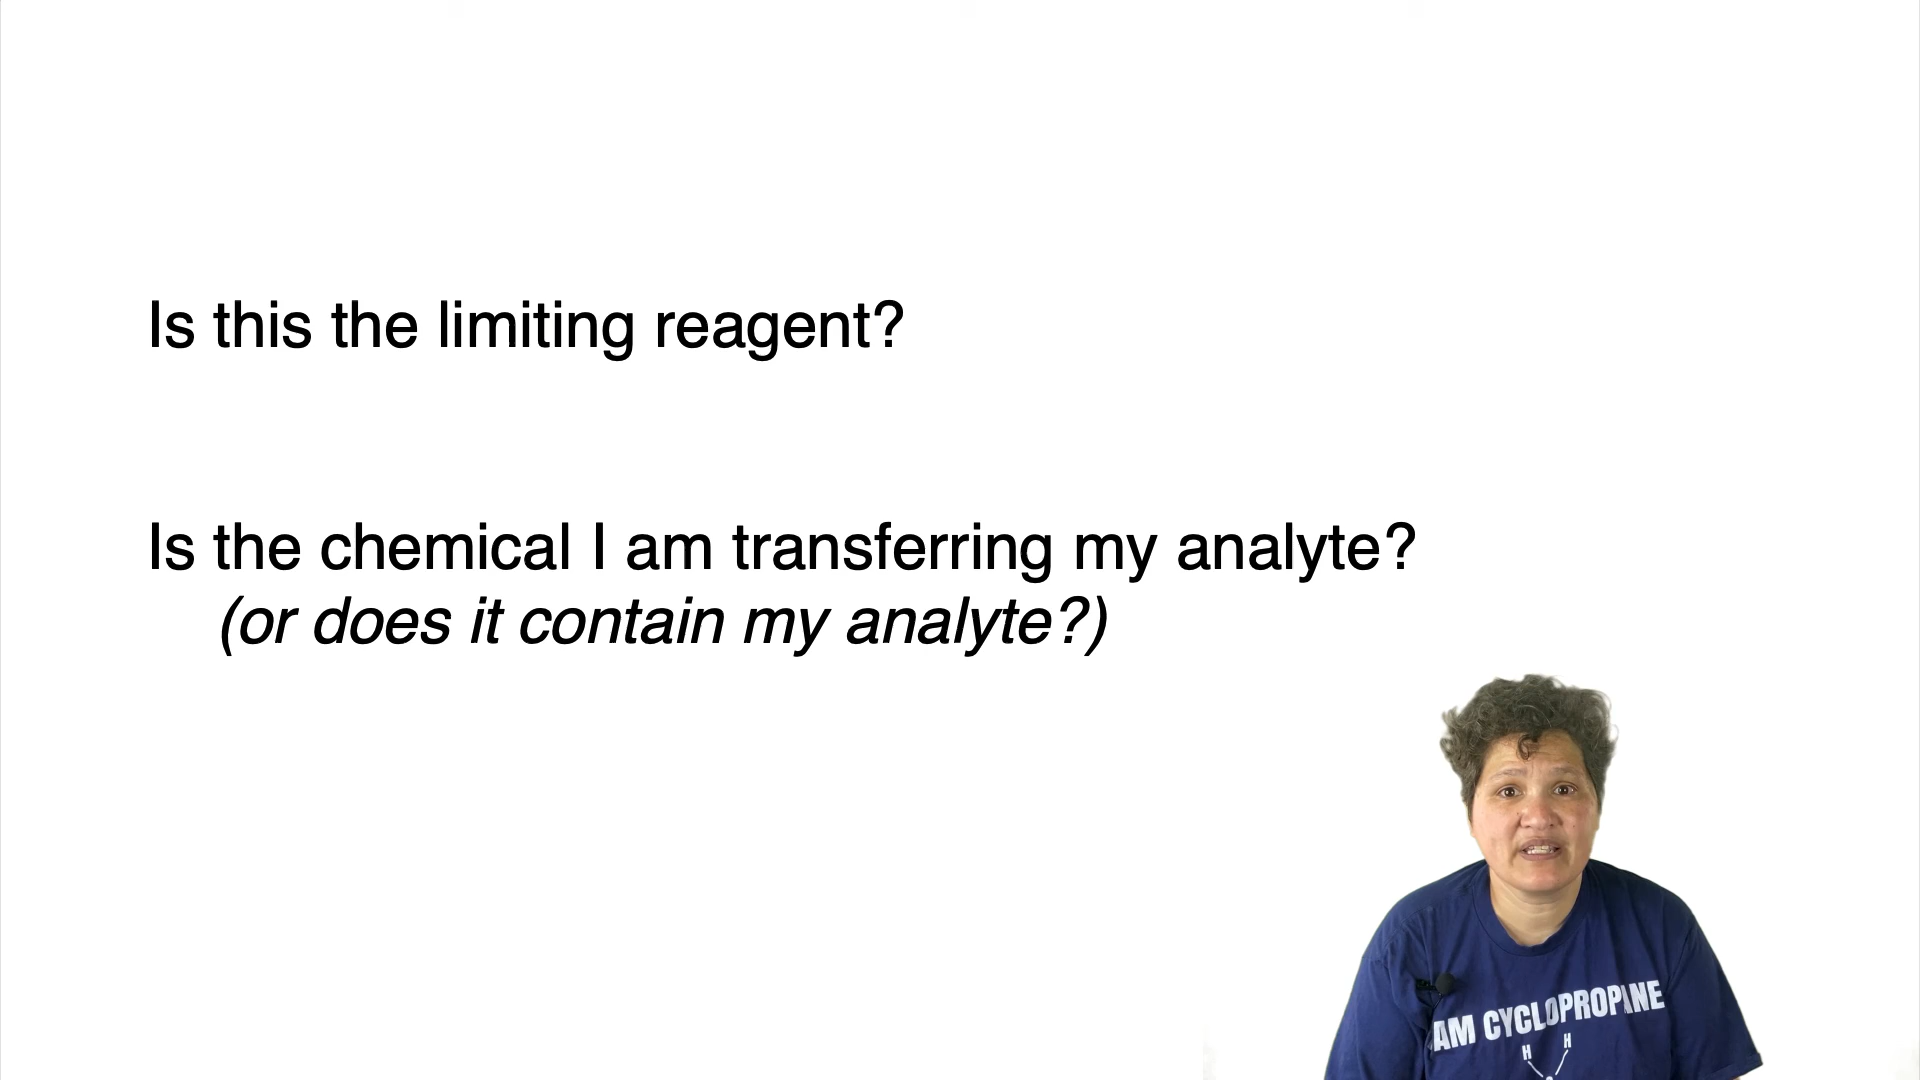 Is this the limiting reagent?
Is the chemical I am transferring my analyte?
(or does it contain my analyte?)
AM CYCLOPROPANE
H H